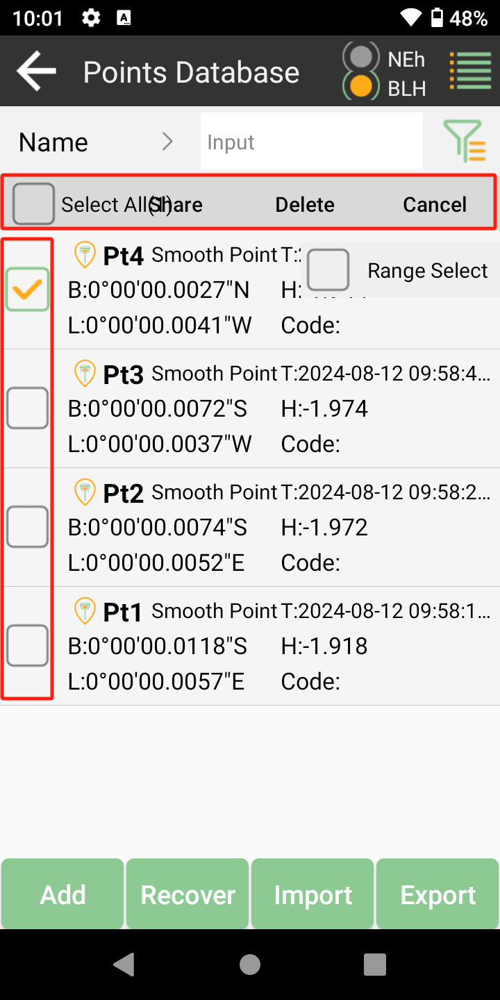 10:01 A 48%
Points Database NEh
BLH
Name Input
Select All(1) Share Delete Cancel
Pt4 Smooth Point T:
Range Select
B:0°00'00.0027"N H:
L:0°00'00.0041"W Code:
Pt3 Smooth Point T:2024-08-12 09:58:4...
B:0°00'00.0072"S H:-1.974
L:0°00'00.0037"W Code:
Pt2 Smooth Point T:2024-08-12 09:58:2...
B:0°00'00.0074"S H:-1.972
L:0°00'00.0052"E Code:
Pt1 Smooth Point T:2024-08-12 09:58:1...
B:0°00'00.0118"S H:-1.918
L:0°00'00.0057"E Code:
Add Recover Import Export